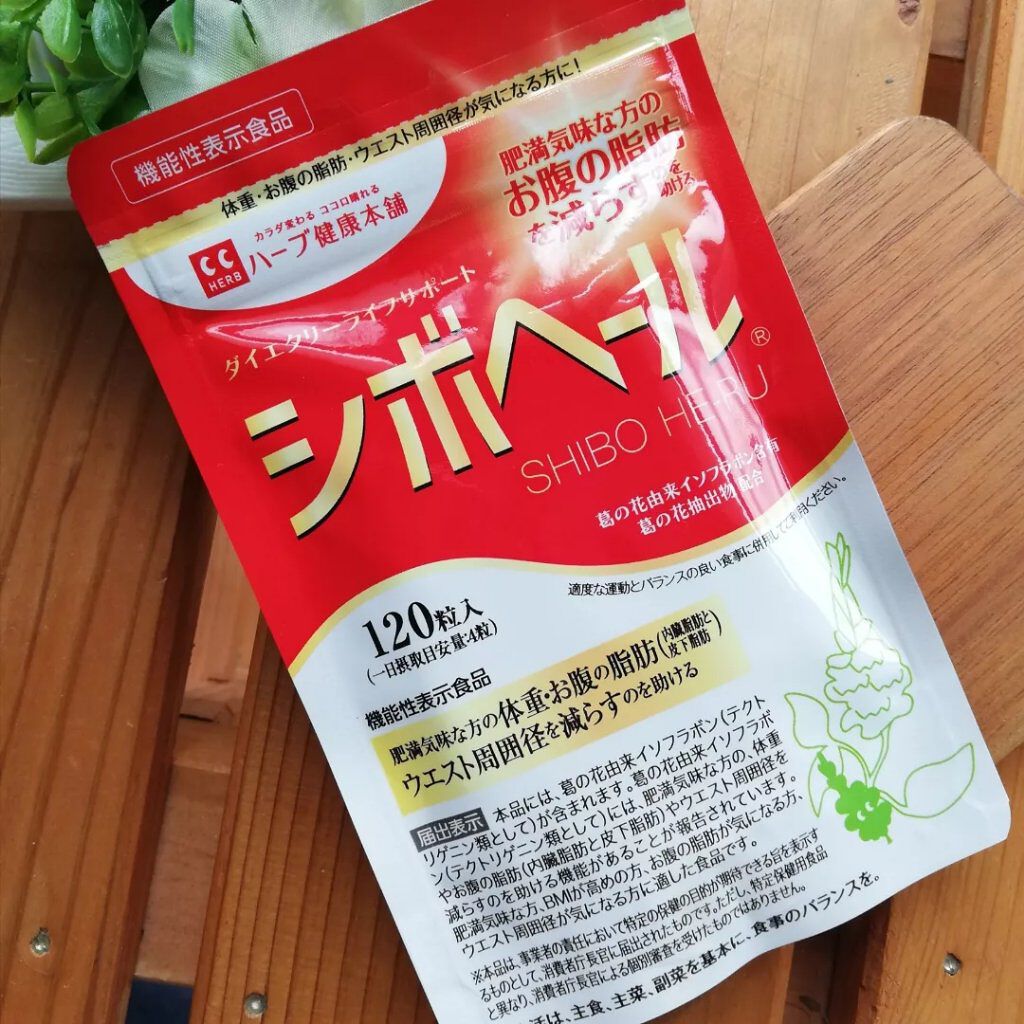 機能性表示食品
体重・お腹の脂肪・ウエスト周囲径が気になる方に!
カラダ変わる ココロ晴れる
CC
HERB
ハーブ健康本舗
肥満気味な方の
お腹の脂肪
を減らすのを助ける
ダイエタリーライフサポート
シボヘール®
SHIBO HE-RU
葛の花由来イソフラボン含有
葛の花抽出物 配合
適度な運動とバランスの良い食事に併用してご利用ください。
120粒入
(一日摂取目安量:4粒)
機能性表示食品
肥満気味な方の体重・お腹の脂肪(内臓脂肪と皮下脂肪)
ウエスト周囲径を減らすのを助ける
届出表示 本品には、葛の花由来イソフラボン(テクト
リゲニン類として)が含まれます。葛の花由来イソフラボ
ン(テクトリゲニン類として)には、肥満気味な方の、体重
やお腹の脂肪(内臓脂肪と皮下脂肪)やウエスト周囲径を
減らすのを助ける機能があることが報告されています。
肥満気味な方、BMIが高めの方、お腹の脂肪が気になる方、
ウエスト周囲径が気になる方に適した食品です。
※本品は、事業者の責任において特定の保健の目的が期待できる旨を表示す
るものとして、消費者庁長官に届出されたものです。ただし、特定保健用食品
と異なり、消費者庁長官による個別審査を受けたものではありません。
活は、主食、主菜、副菜を基本に、食事のバランスを。